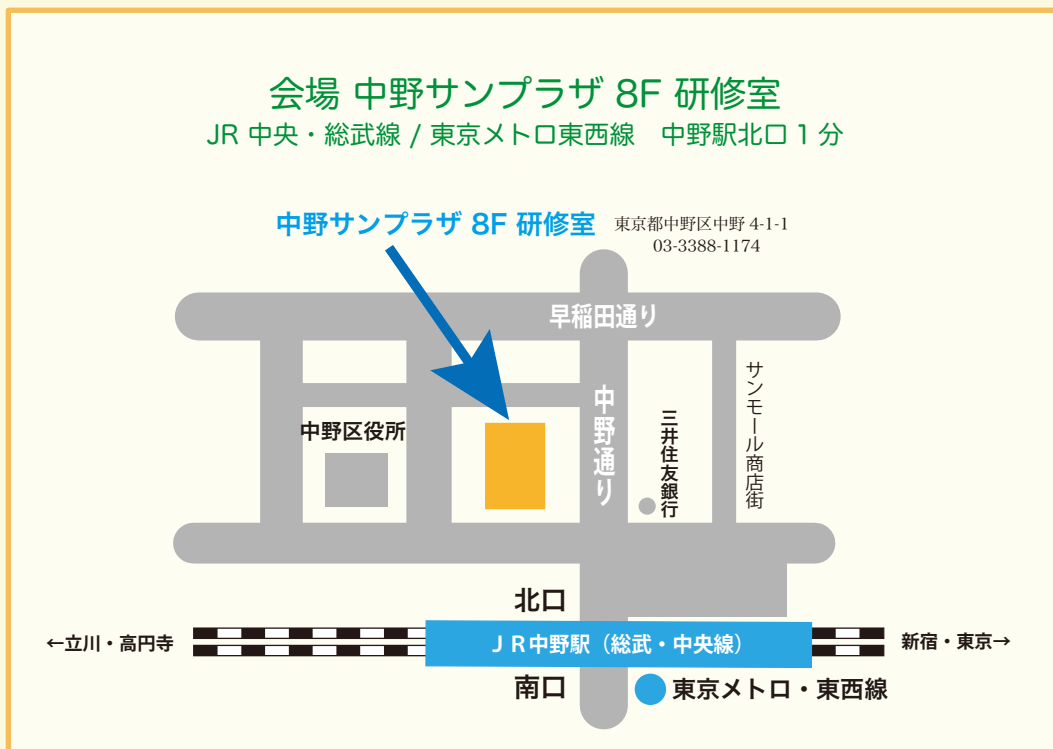 会場 中野サンプラザ 8F 研修室
JR 中央・総武線 / 東京メトロ東西線　中野駅北口 1 分
中野サンプラザ 8F 研修室
東京都中野区中野 4-1-1
03-3388-1174
早稲田通り
中野通り
サンモール商店街
三井住友銀行
中野区役所
北口
←立川・高円寺
ＪＲ中野駅（総武・中央線）
新宿・東京→
南口
東京メトロ・東西線